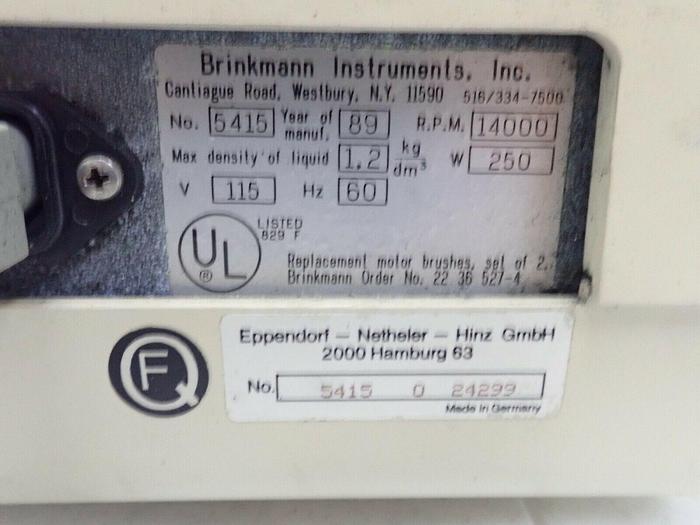 Brinkmann Instruments, Inc.
Cantiague Road, Westbury, N.Y. 11590 516/334-7500
No. 5415 Year of manuf. 89 R.P.M. 14000
Max density of liquid 1.2 kg/dm³ W 250
V 115 Hz 60
UL ® LISTED
829 F
Replacement motor brushes, set of 2,
Brinkmann Order No. 22 36 527-4
QF
Eppendorf - Netheler - Hinz GmbH
2000 Hamburg 63
No. 5415 0 24299
Made in Germany